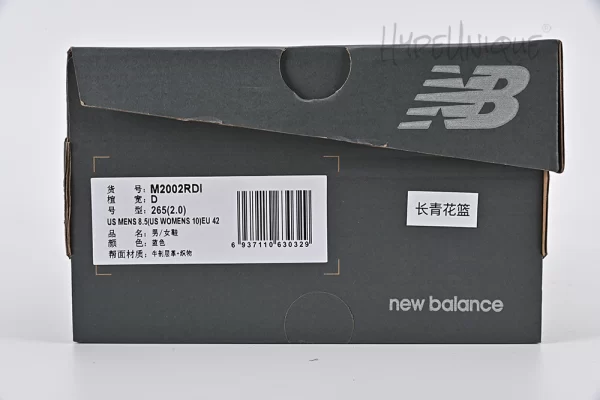 HYPEUNIQUE®
NB
货 号: M2002RDI
楦 宽: D
号 型: 265(2.0)
US MENS 8.5(US WOMENS 10)EU 42
品 名: 男/女鞋
颜 色: 蓝色
帮面材质: 牛剖层革+织物
6 937110 630329
长青花篮
new balance